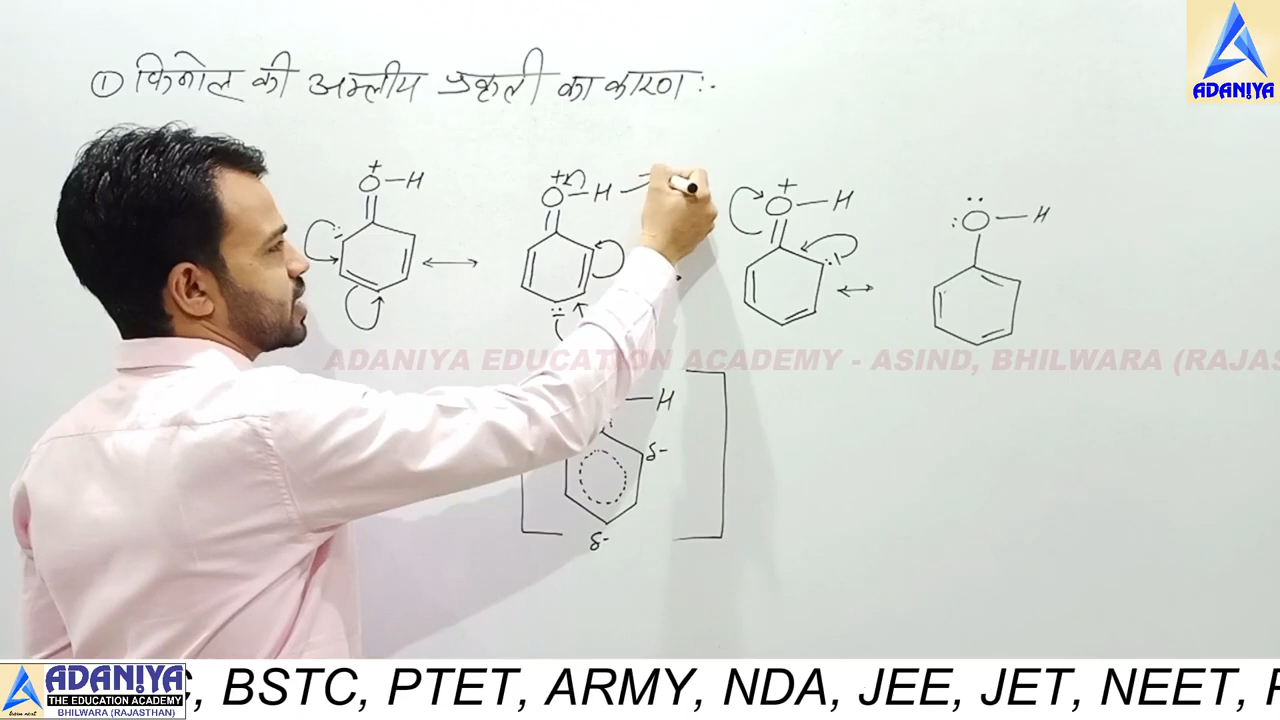 ① फिनोल की अम्लीय प्रकृती का कारण :-
ADANIYA
+
O-H
+
O-H
+
O-H
:O-H
ADANIYA EDUCATION ACADEMY - ASIND, BHILWARA (RAJAS
H
δ-
δ-
ADANIYA
THE EDUCATION ACADEMY
BHILWARA (RAJASTHAN)
C, BSTC, PTET, ARMY, NDA, JEE, JET, NEET,